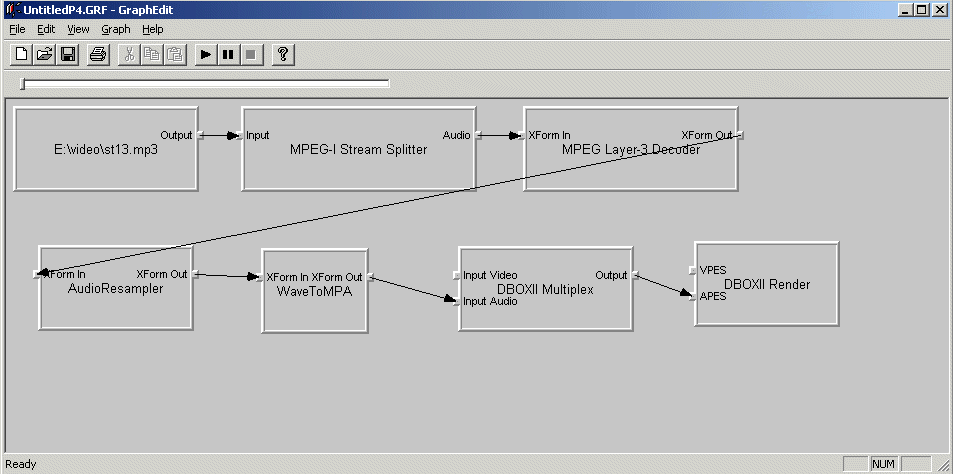 UntitledP4.GRF - GraphEdit
File Edit View Graph Help
Output Input Audio XForm In XForm Out
E:\video\st13.mp3 MPEG-I Stream Splitter MPEG Layer-3 Decoder
XForm In XForm Out XForm In XForm Out Input Video Output VPES
AudioResampler WaveToMPA DBOXII Multiplex DBOXII Render
Input Audio APES
Ready NUM